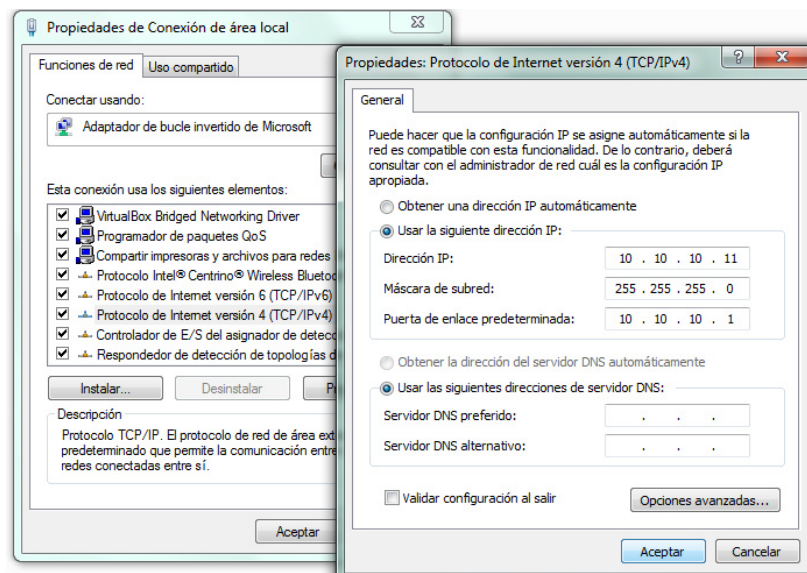 Propiedades de Conexión de área local
Funciones de red
Uso compartido
Conectar usando:
Adaptador de bucle invertido de Microsoft
Esta conexión usa los siguientes elementos:
VirtualBox Bridged Networking Driver
Programador de paquetes QoS
Compartir impresoras y archivos para redes
Protocolo Intel® Centrino® Wireless
Protocolo de Internet versión 6 (TCP/IPv6)
Protocolo de Internet versión 4 (TCP/IPv4)
Controlador de E/S del asignador de
Respondedor de detección de topologías
Instalar...
Desinstalar
Descripción
Protocolo TCP/IP. El protocolo de red de área
predeterminado que permite la comunicación entre
redes conectadas entre sí.
Aceptar
Propiedades: Protocolo de Internet versión 4 (TCP/IPv4)
General
Puede hacer que la configuración IP se asigne automáticamente si la
red es compatible con esta funcionalidad. De lo contrario, deberá
consultar con el administrador de red cuál es la configuración IP
apropiada.
Obtener una dirección IP automáticamente
Usar la siguiente dirección IP:
Dirección IP: 10 . 10 . 10 . 11
Máscara de subred: 255 . 255 . 255 . 0
Puerta de enlace predeterminada: 10 . 10 . 10 . 1
Obtener la dirección del servidor DNS automáticamente
Usar las siguientes direcciones de servidor DNS:
Servidor DNS preferido: . . .
Servidor DNS alternativo: . . .
Validar configuración al salir
Opciones avanzadas...
Aceptar
Cancelar